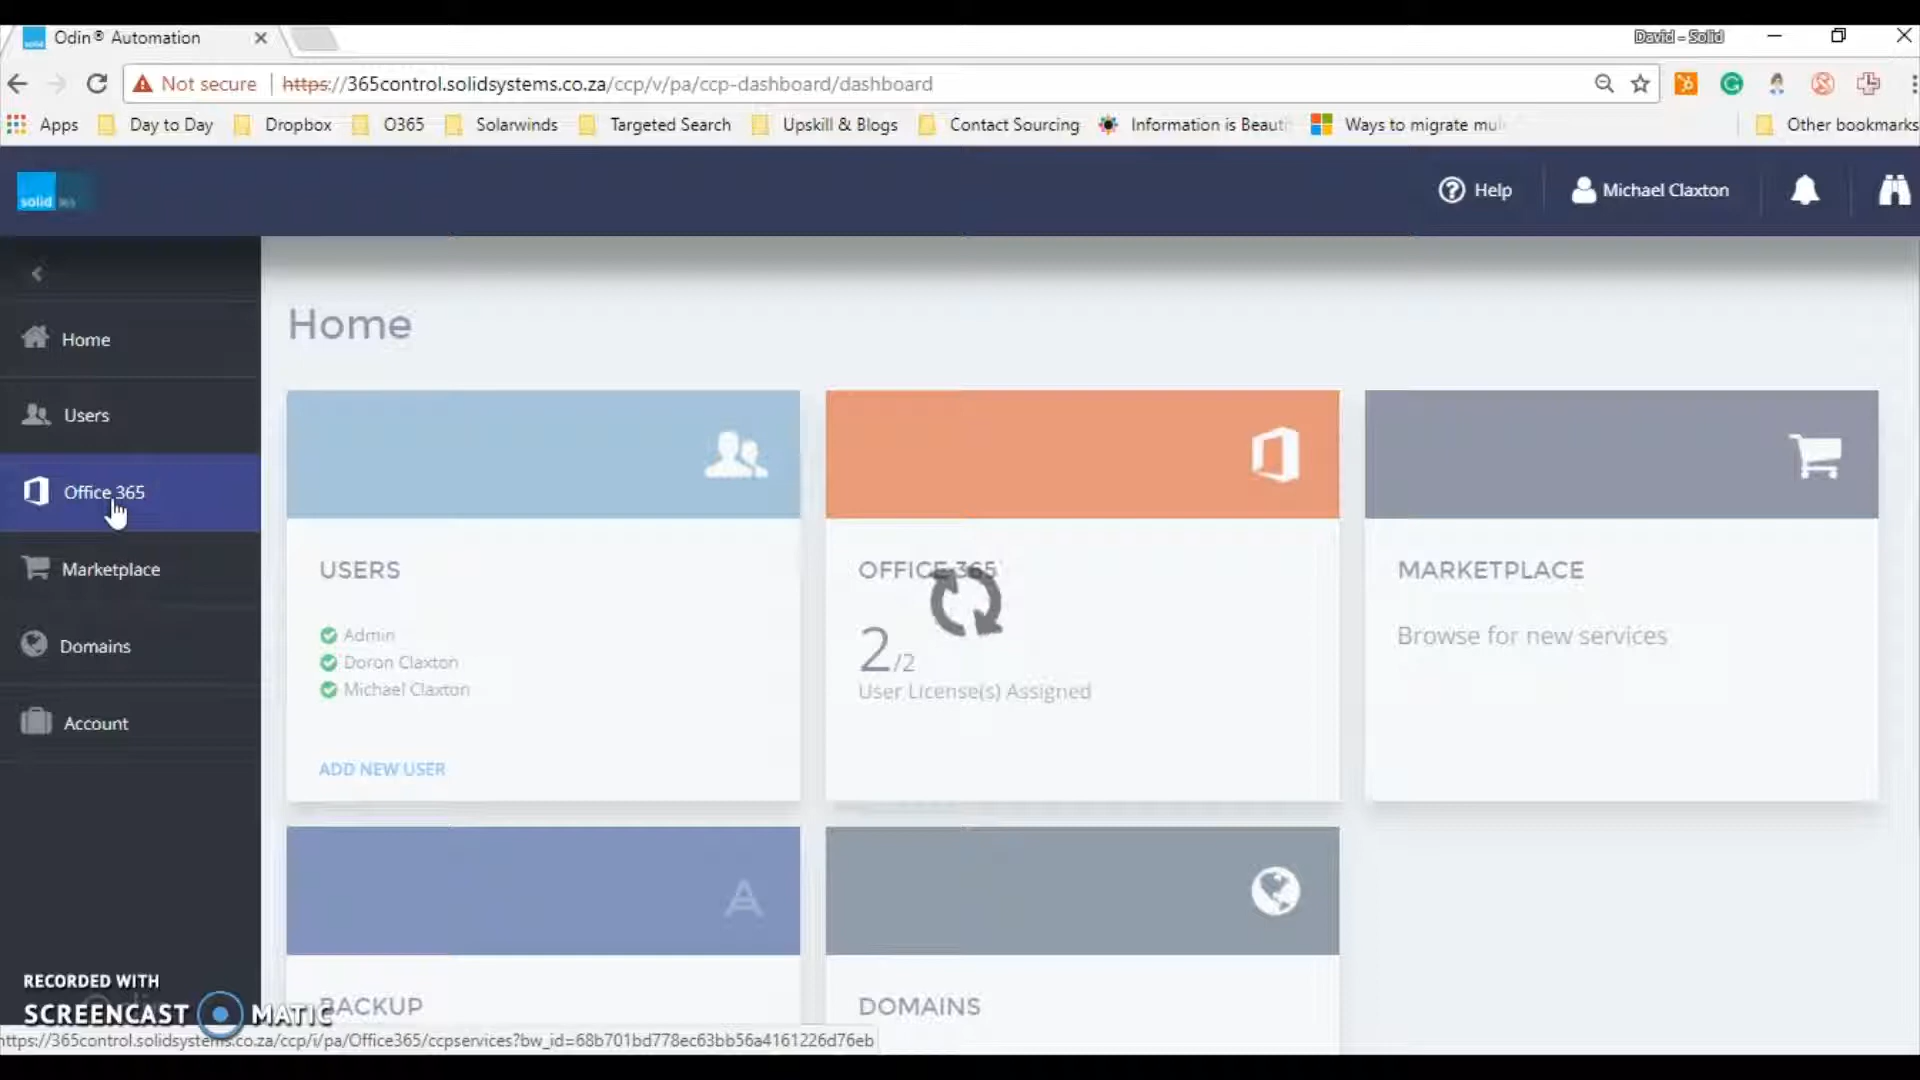 Odin® Automation
David - Solid
Not secure | https://365control.solidsystems.co.za/ccp/v/pa/ccp-dashboard/dashboard
Apps Day to Day Dropbox O365 Solarwinds Targeted Search Upskill & Blogs Contact Sourcing Information is Beauti Ways to migrate mul Other bookmarks
solid 365 Help Michael Claxton
Home
Home
Users
Office 365
Marketplace
Domains
Account
USERS
Admin
Doron Claxton
Michael Claxton
ADD NEW USER
OFFICE 365
2/2
User License(s) Assigned
MARKETPLACE
Browse for new services
BACKUP
DOMAINS
RECORDED WITH
SCREENCAST MATIC
https://365control.solidsystems.co.za/ccp/i/pa/Office365/ccpservices?bw_id=68b701bd778ec63bb56a4161226d76eb